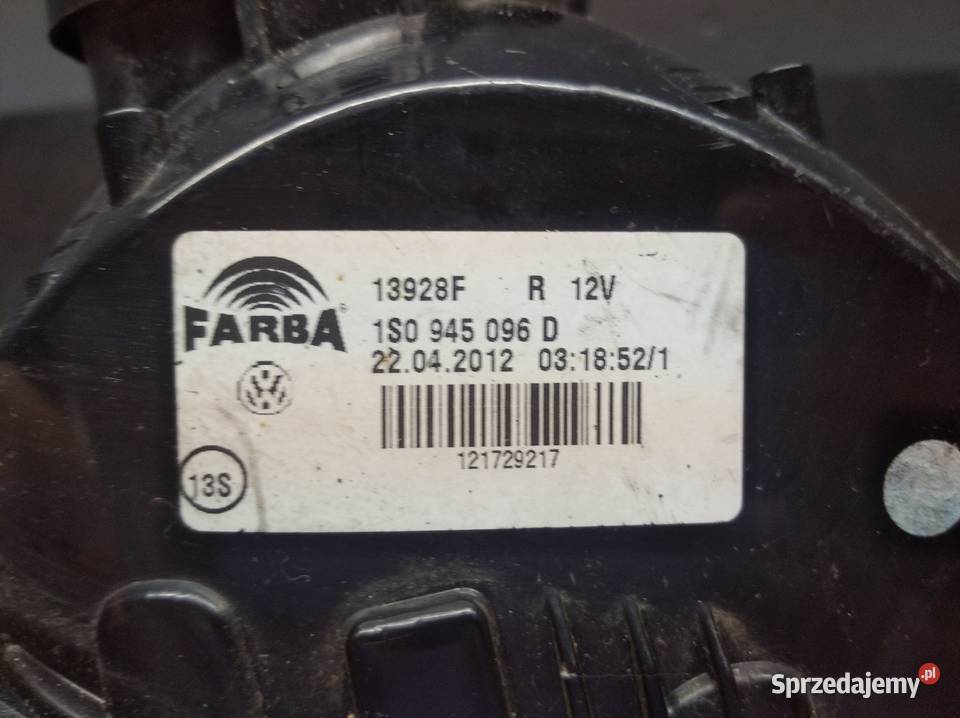 FARBA
13928F R 12V
1S0 945 096 D
22.04.2012 03:18:52/1
121729217
13S
Sprzedajemy.pl